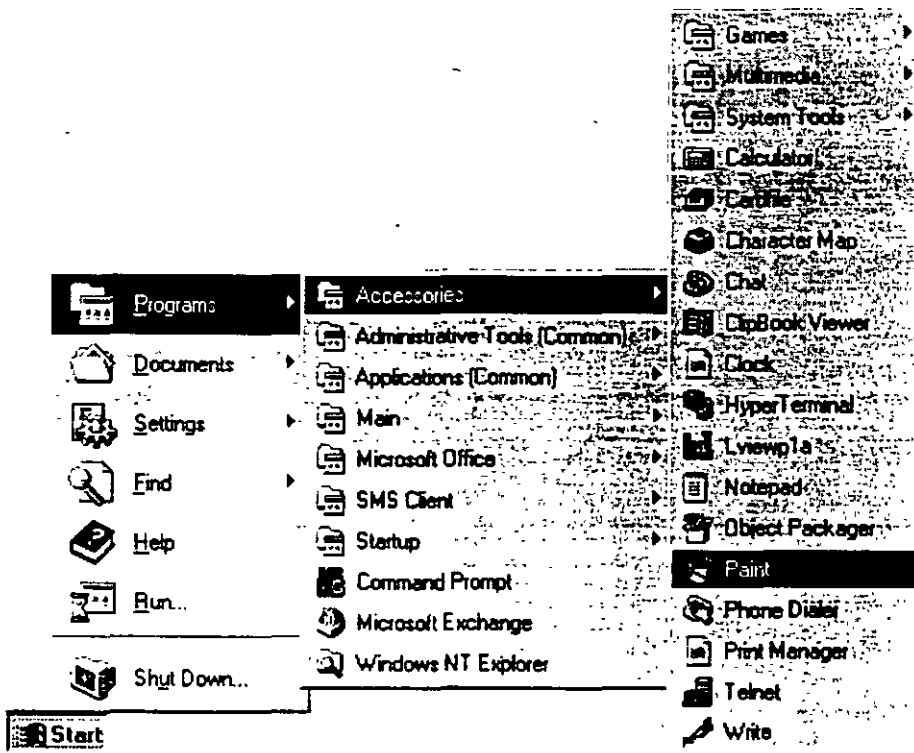 Programs
Documents
Settings
Find
Help
Run...
Shut Down...
Start
Accessories
Administrative Tools (Common)
Applications (Common)
Main
Microsoft Office
SMS Client
Startup
Command Prompt
Microsoft Exchange
Windows NT Explorer
Games
Multimedia
System Tools
Calculator
Cardfile
Character Map
Chat
ClipBook Viewer
Clock
HyperTerminal
Lviewp1a
Notepad
Object Packager
Paint
Phone Dialer
Print Manager
Telnet
Write